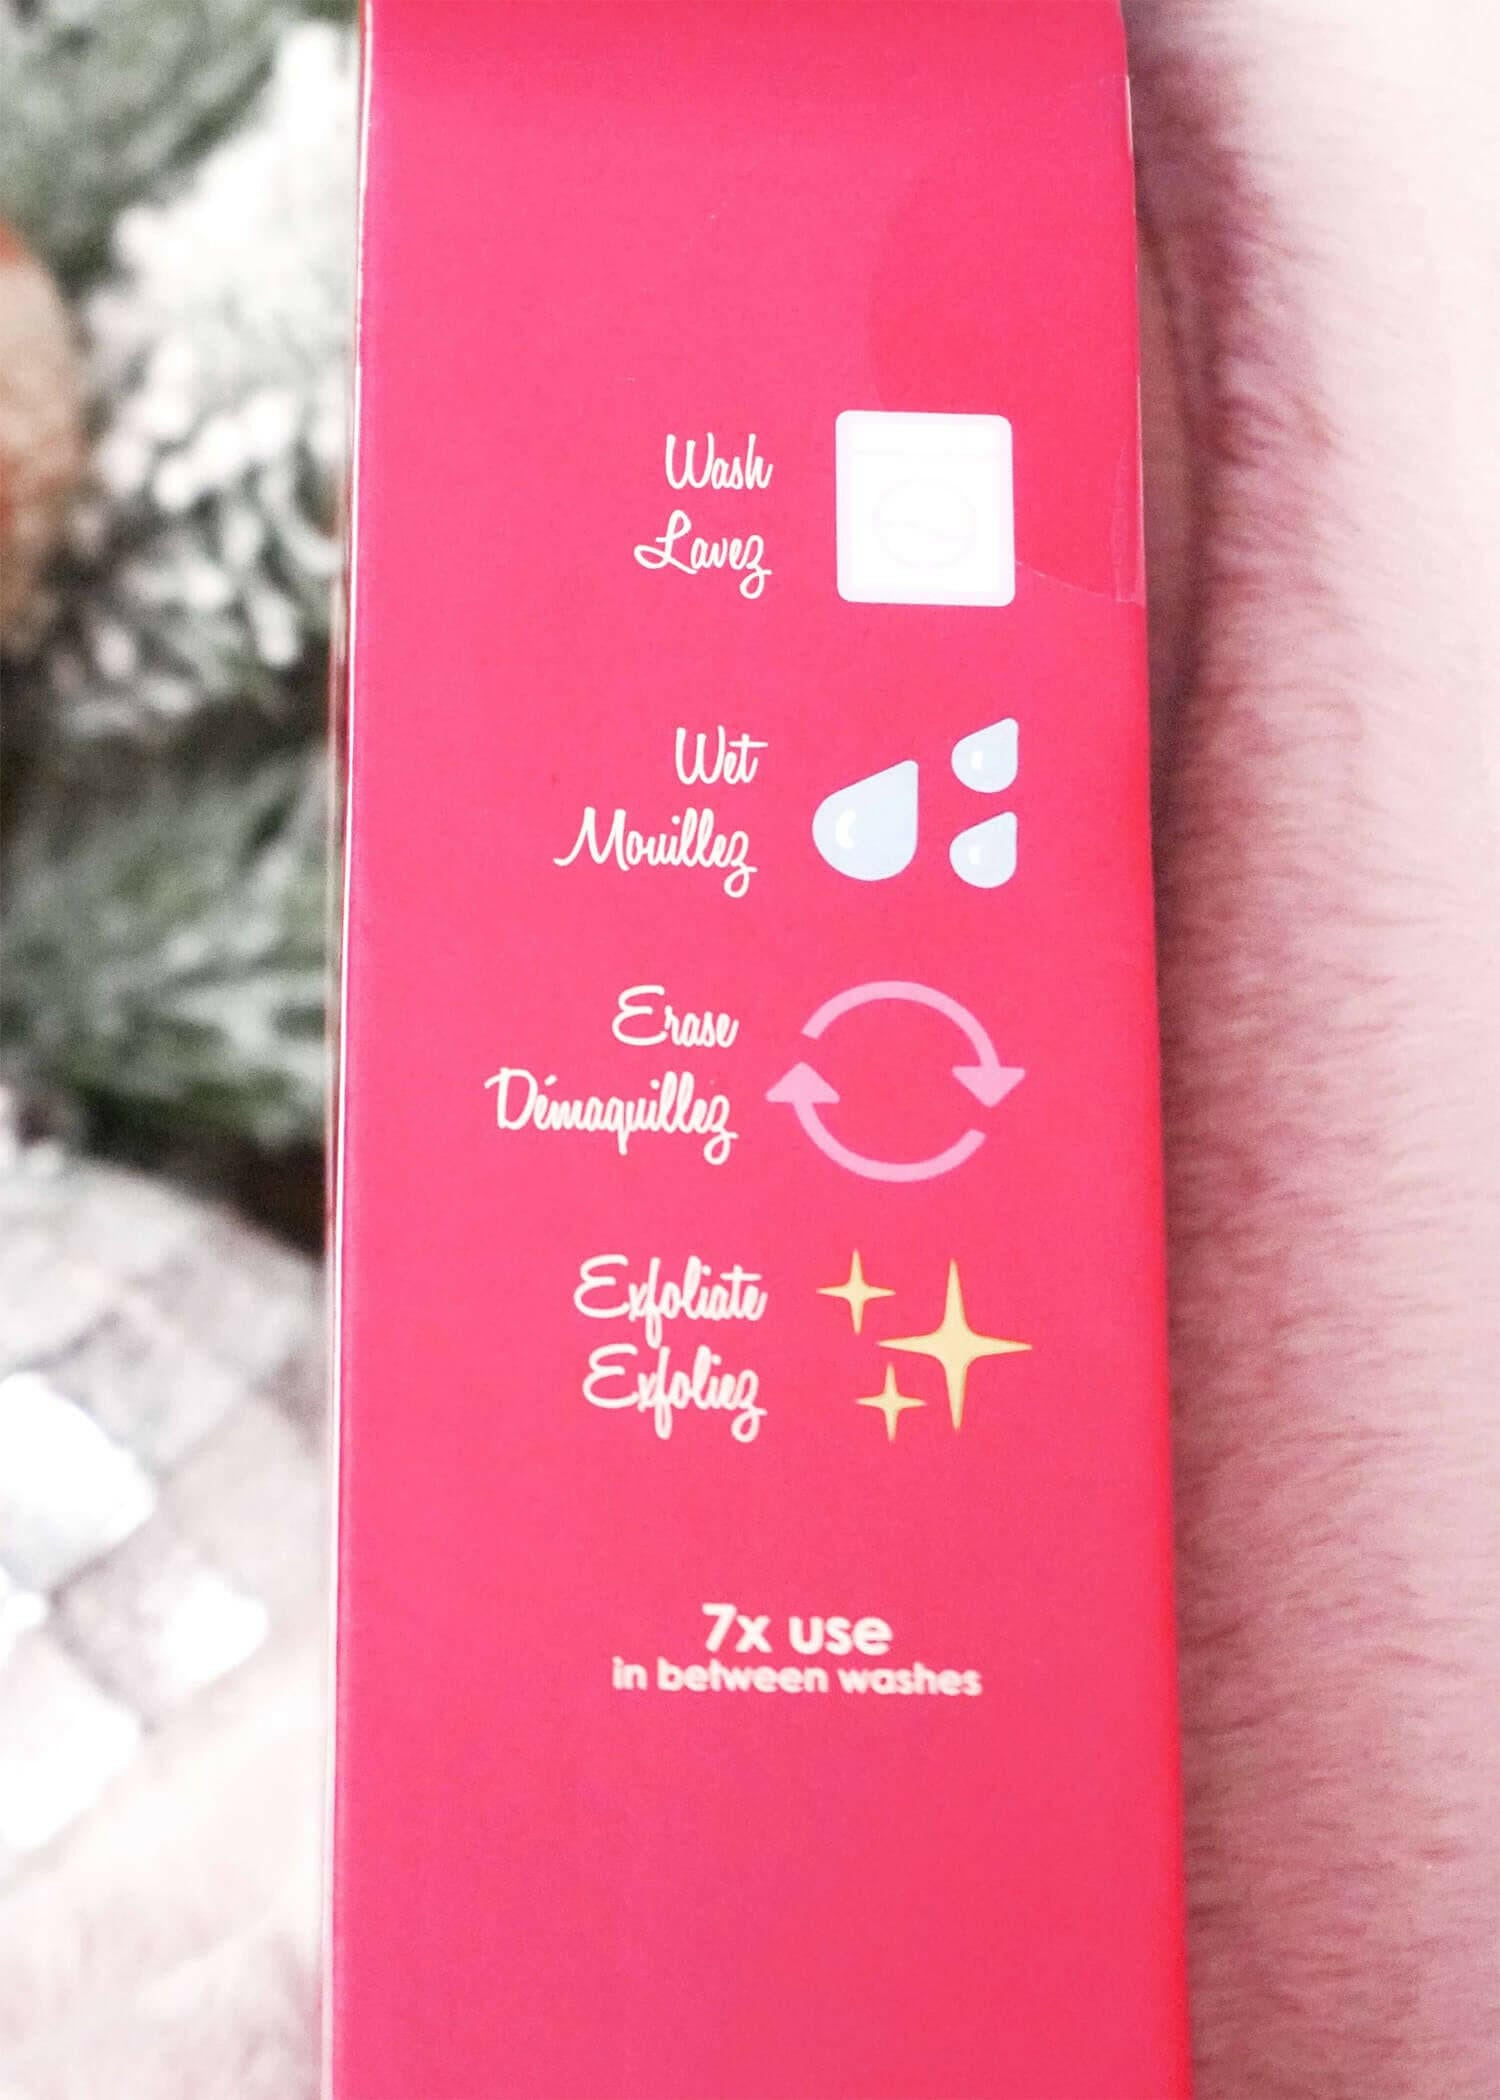 Wash
Lavez
Wet
Mouillez
Erase
Démaquillez
Exfoliate
Exfoliez
7x use
in between washes